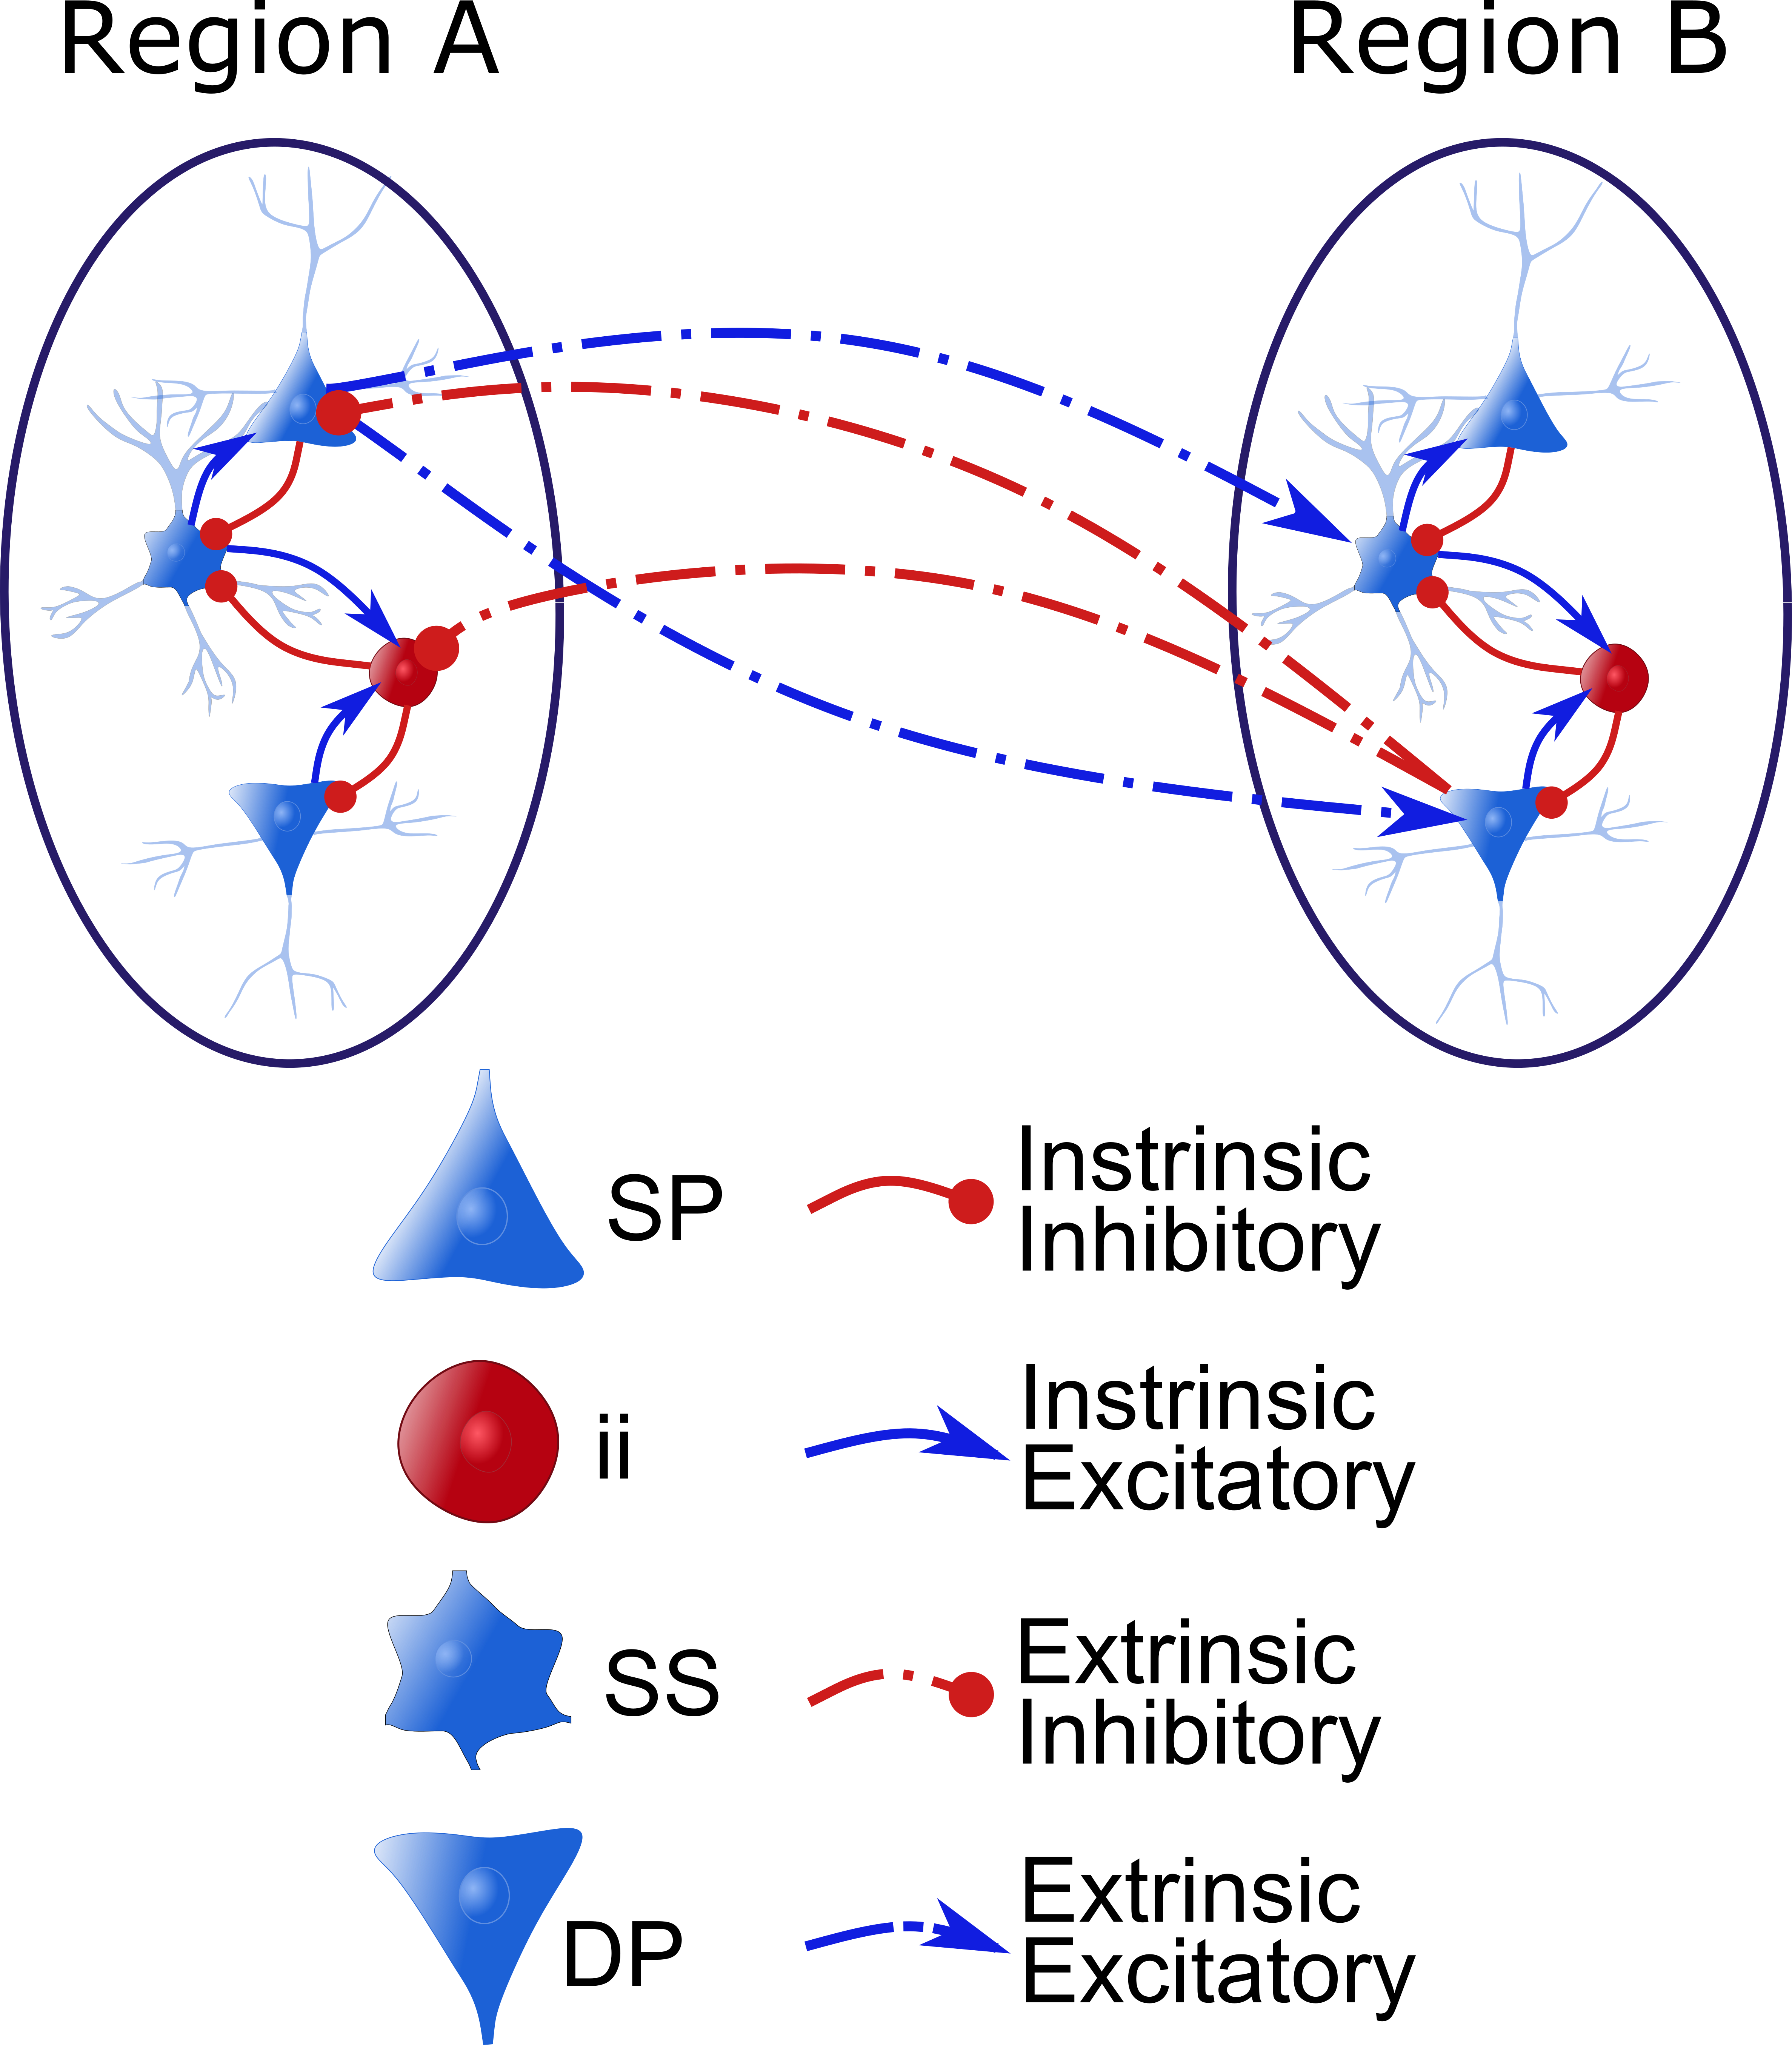 Region A
Region B
SP
Instrinsic
Inhibitory
ii
Instrinsic
Excitatory
SS
Extrinsic
Inhibitory
DP
Extrinsic
Excitatory